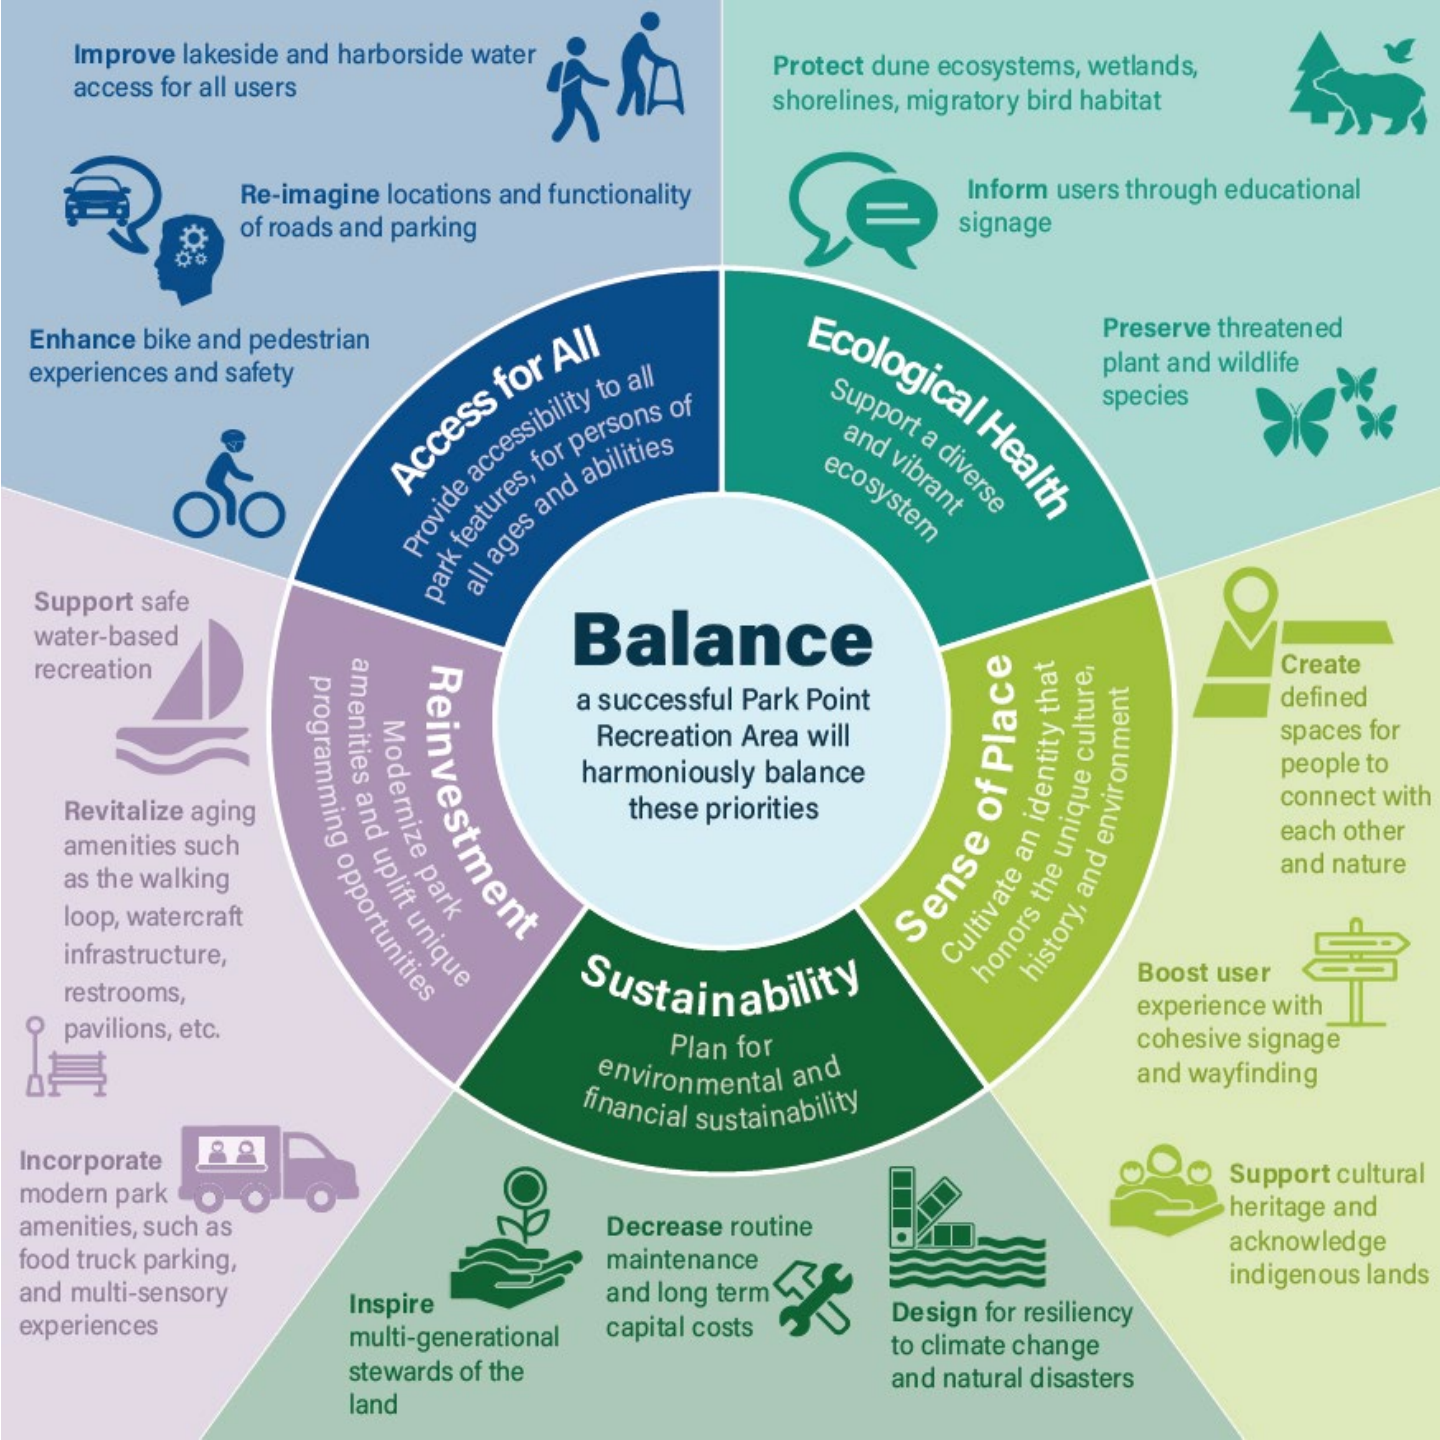 Improve lakeside and harborside water
access for all users
Re-imagine locations and functionality
of roads and parking
Enhance bike and pedestrian
experiences and safety
Access for All
Provide accessibility to all
park features, for persons of
all ages and abilities
Protect dune ecosystems, wetlands,
shorelines, migratory bird habitat
Inform users through educational
signage
Preserve threatened
plant and wildlife
species
Ecological Health
Support a diverse
and vibrant
ecosystem
Balance
a successful Park Point
Recreation Area will
harmoniously balance
these priorities
Sense of Place
Cultivate an identity that
honors the unique culture,
history, and environment
Create
defined
spaces for
people to
connect with
each other
and nature
Boost user
experience with
cohesive signage
and wayfinding
Support cultural
heritage and
acknowledge
indigenous lands
Sustainability
Plan for
environmental and
financial sustainability
Inspire
multi-generational
stewards of the
land
Decrease routine
maintenance
and long term
capital costs
Design for resiliency
to climate change
and natural disasters
Reinvestment
Modernize park
amenities and uplift unique
programming opportunities
Support safe
water-based
recreation
Revitalize aging
amenities such
as the walking
loop, watercraft
infrastructure,
restrooms,
pavilions, etc.
Incorporate
modern park
amenities, such as
food truck parking,
and multi-sensory
experiences